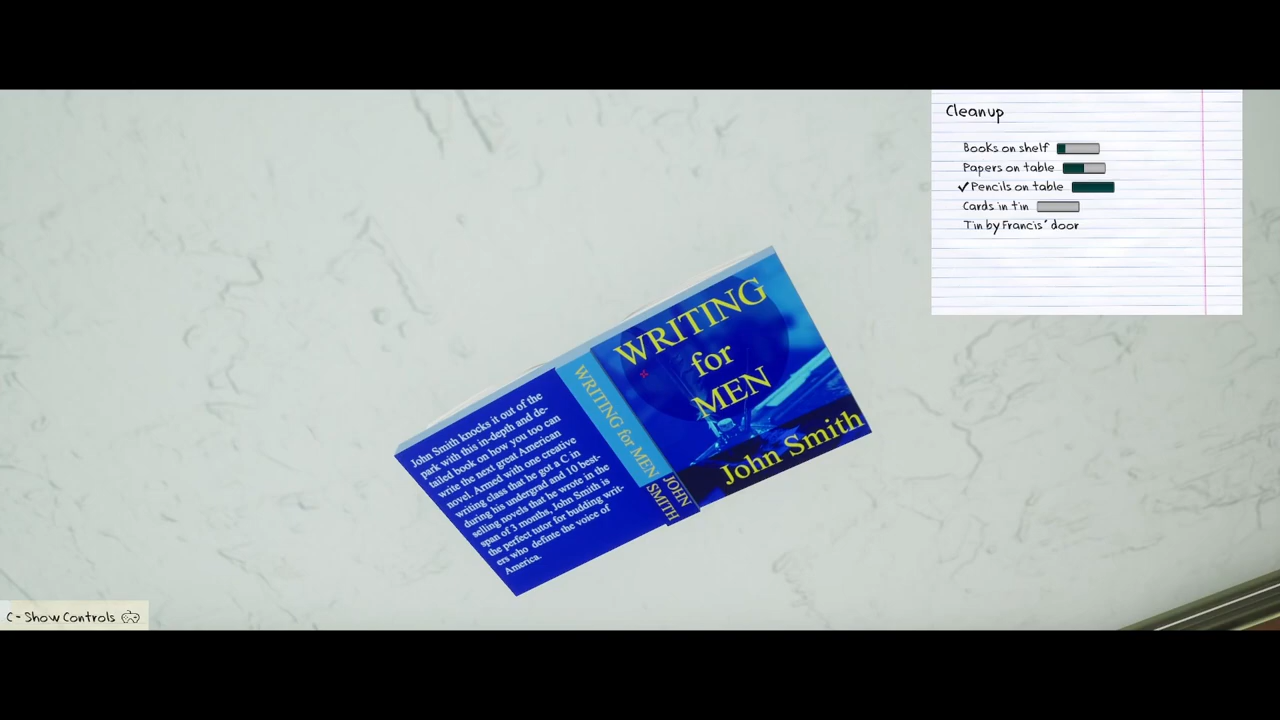 Cleanup
Books on shelf
Papers on table
✓ Pencils on table
Cards in tin
Tin by Francis' door
WRITING
for
MEN
John Smith
WRITING for MEN
JOHN
SMITH
John Smith knocks it out of the
park with this in-depth and de-
tailed book on how you too can
write the next great American
novel. Armed with one creative
writing class that he got a C in
during his undergrad and 10 best-
selling novels that he wrote in the
span of 3 months, John Smith is
the perfect tutor for budding writ-
ers who definte the voice of
America.
C - Show Controls